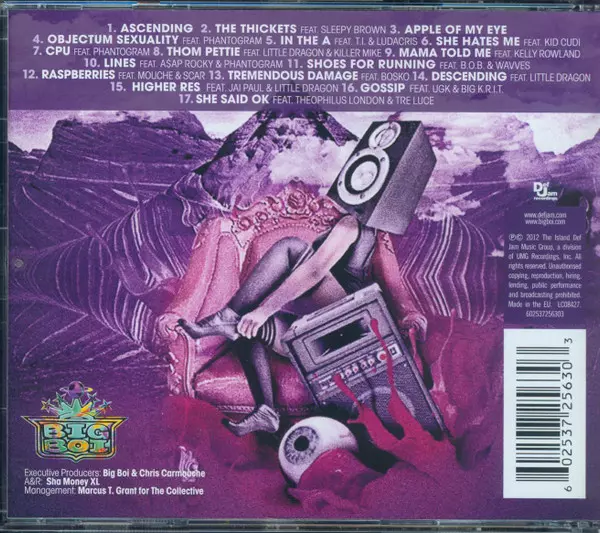 1. ASCENDING 2. THE THICKETS FEAT. SLEEPY BROWN 3. APPLE OF MY EYE
4. OBJECTUM SEXUALITY FEAT. PHANTOGRAM 5. IN THE A FEAT. T.I. & LUDACRIS 6. SHE HATES ME FEAT. KID CUDI
7. CPU FEAT. PHANTOGRAM 8. THOM PETTIE FEAT. LITTLE DRAGON & KILLER MIKE 9. MAMA TOLD ME FEAT. KELLY ROWLAND
10. LINES FEAT. A$AP ROCKY & PHANTOGRAM 11. SHOES FOR RUNNING FEAT. B.O.B. & WAVVES
12. RASPBERRIES FEAT. MOUCHE & SCAR 13. TREMENDOUS DAMAGE FEAT. BOSKO 14. DESCENDING FEAT. LITTLE DRAGON
15. HIGHER RES FEAT. JAI PAUL & LITTLE DRAGON 16. GOSSIP FEAT. UGK & BIG K.R.I.T.
17. SHE SAID OK FEAT. THEOPHILUS LONDON & TRE LUCE
Def
Jam
recordings
www.defjam.com
www.bigboi.com
℗© 2012 The Island Def
Jam Music Group, a division
of UMG Recordings, Inc. All
rights reserved. Unauthorised
copying, reproduction, hiring,
lending, public performance
and broadcasting prohibited.
Made in the EU. LC08427.
602537256303
6 02537 25630 3
BIG
BOI
Executive Producers: Big Boi & Chris Carmouche
A&R: Sha Money XL
Management: Marcus T. Grant for The Collective